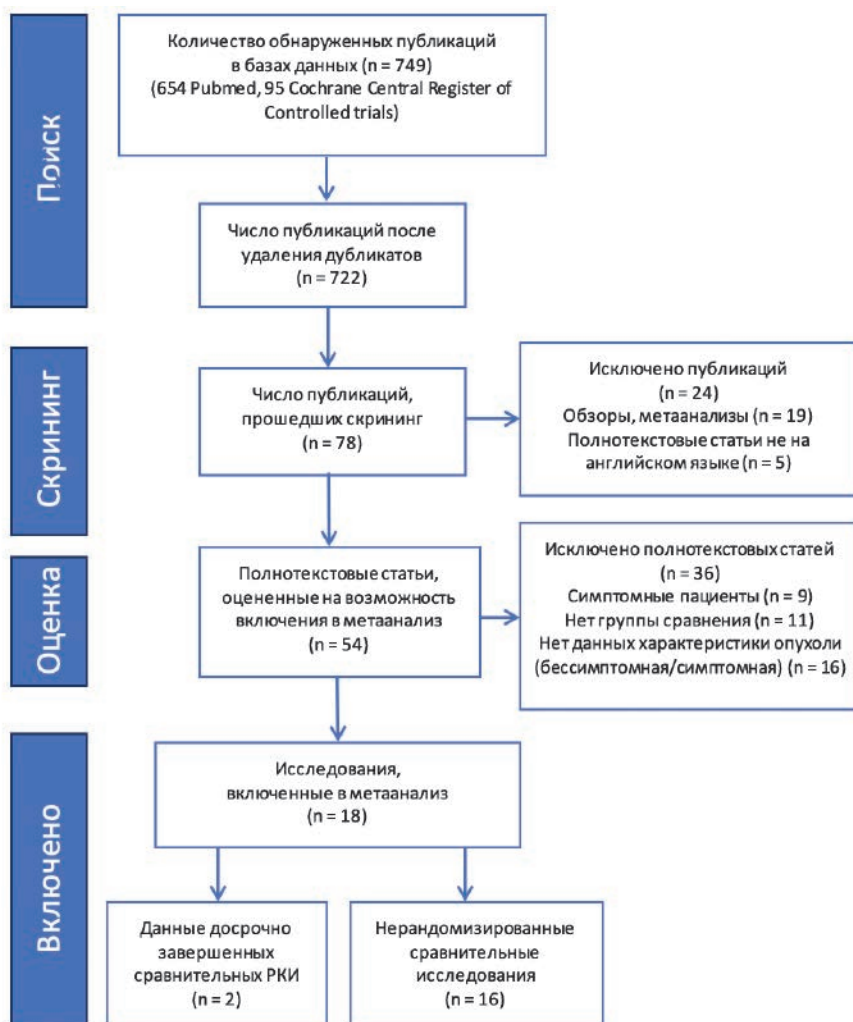 Поиск
Количество обнаруженных публикаций
в базах данных (n = 749)
(654 Pubmed, 95 Cochrane Central Register of
Controlled trials)
Число публикаций после
удаления дубликатов
(n = 722)
Скрининг
Число публикаций,
прошедших скрининг
(n = 78)
Исключено публикаций
(n = 24)
Обзоры, метаанализы (n = 19)
Полнотекстовые статьи не на
английском языке (n = 5)
Оценка
Полнотекстовые статьи,
оцененные на возможность
включения в метаанализ
(n = 54)
Исключено полнотекстовых статей
(n = 36)
Симптомные пациенты (n = 9)
Нет группы сравнения (n = 11)
Нет данных характеристики опухоли
(бессимптомная/симптомная) (n = 16)
Включено
Исследования,
включенные в метаанализ
(n = 18)
Данные досрочно
завершенных
сравнительных РКИ
(n = 2)
Нерандомизированные
сравнительные
исследования
(n = 16)